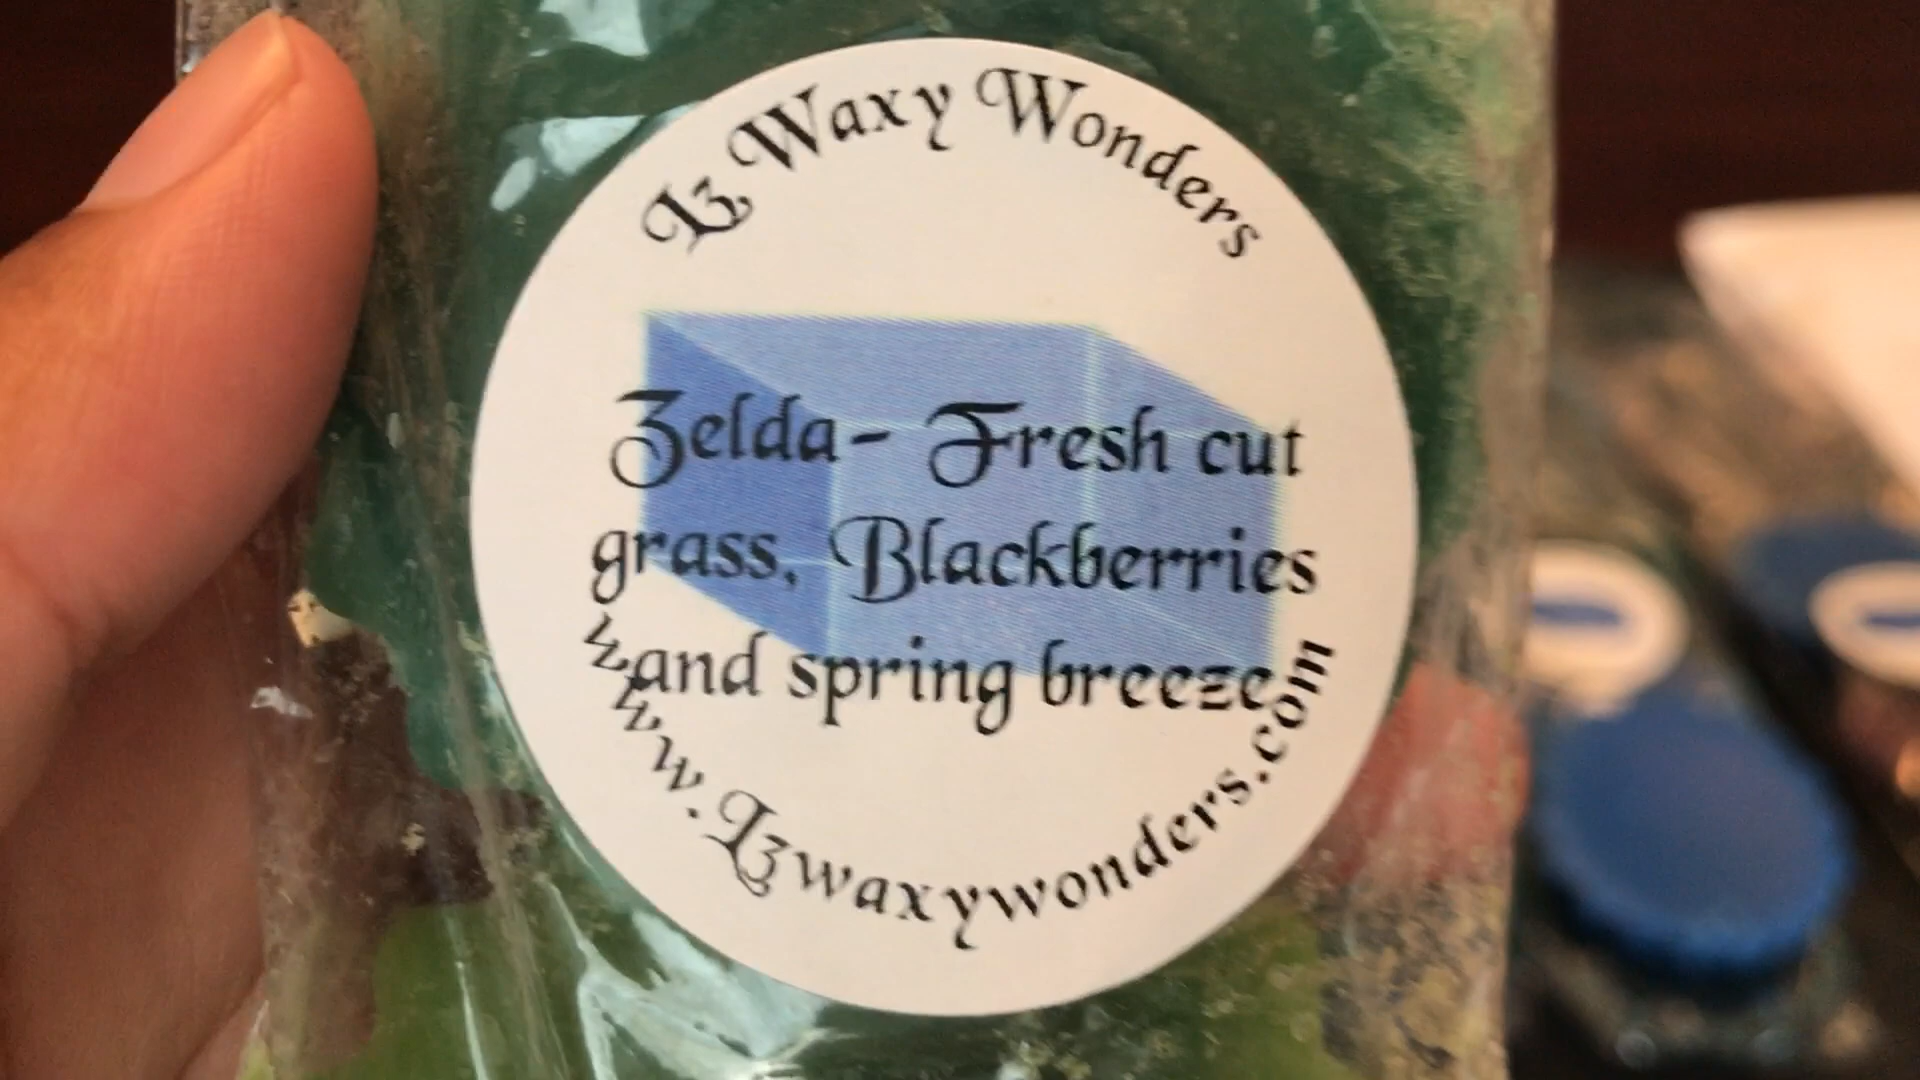 Lz Waxy Wonders
Zelda- Fresh cut
grass, Blackberries
and spring breeze
www.Lzwaxywonders.com